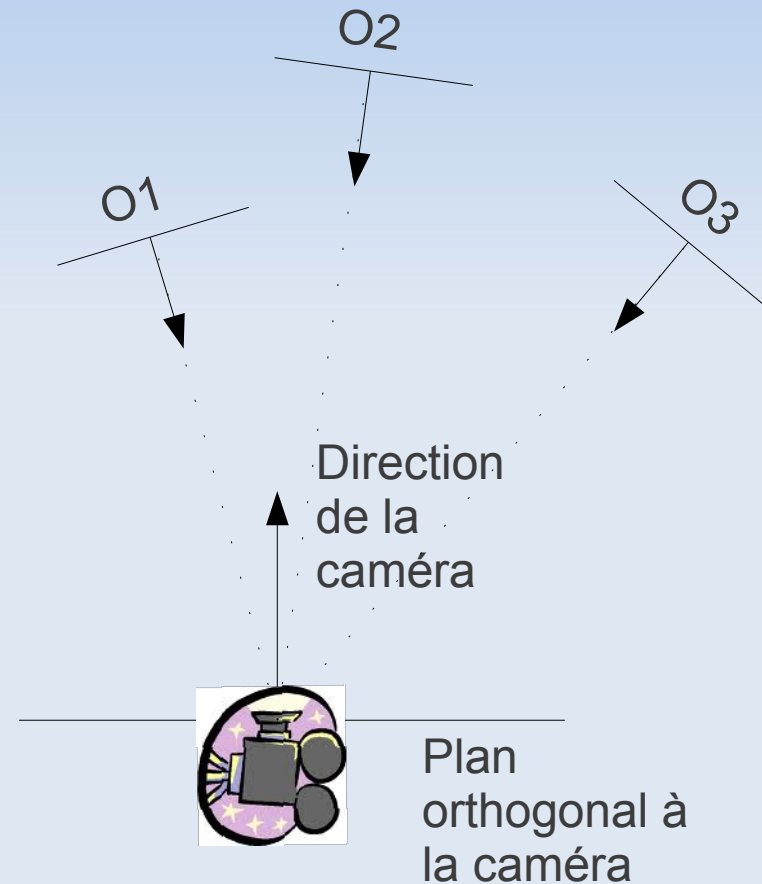 O2
O1
O3
Direction
de la
caméra
Plan
orthogonal à
la caméra